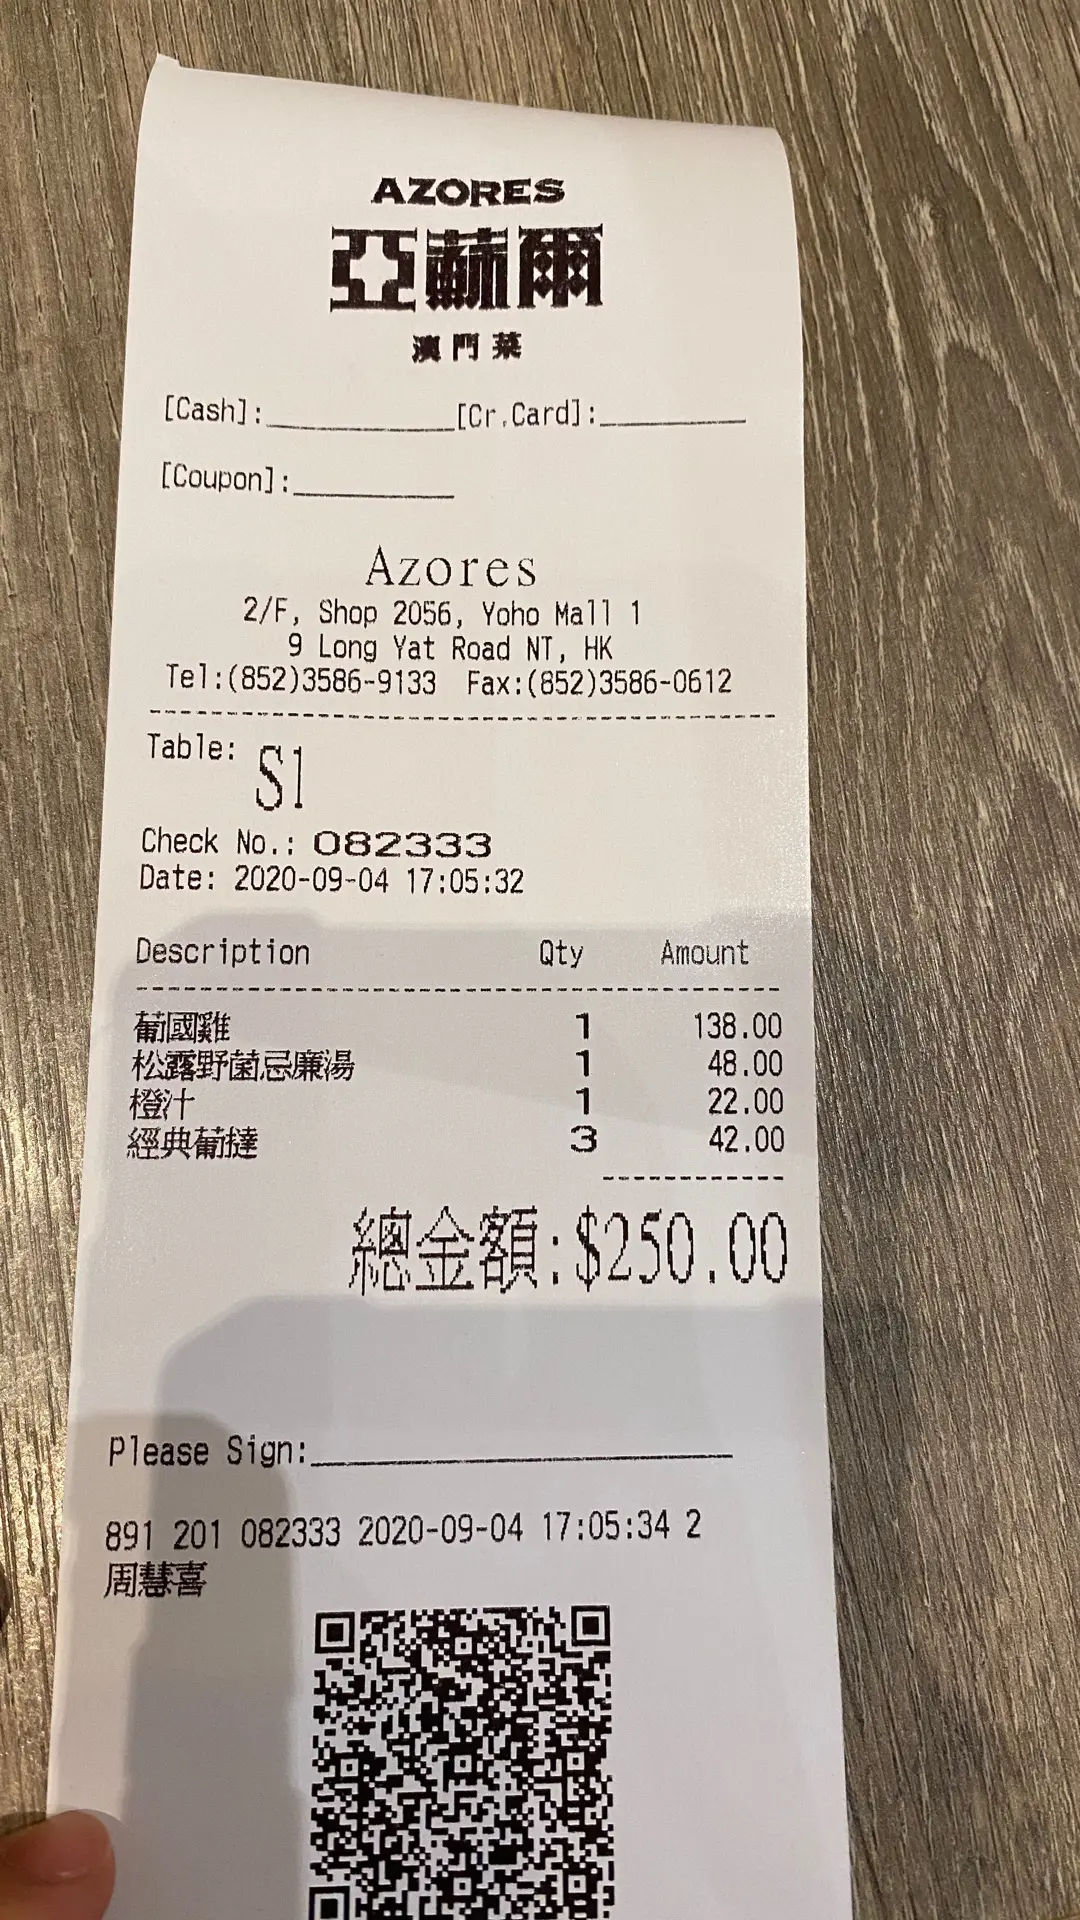 AZORES
亞蘇爾
澳門菜
[Cash]:____________[Cr.Card]:_________
[Coupon]:__________
Azores
2/F, Shop 2056, Yoho Mall 1
9 Long Yat Road NT, HK
Tel:(852)3586-9133 Fax:(852)3586-0612
Table: S1
Check No.: 082333
Date: 2020-09-04 17:05:32
Description Qty Amount
葡國雞 1 138.00
松露野菌忌廉湯 1 48.00
橙汁 1 22.00
經典葡撻 3 42.00
總金額:$250.00
Please Sign:_________________________
891 201 082333 2020-09-04 17:05:34 2
周慧喜